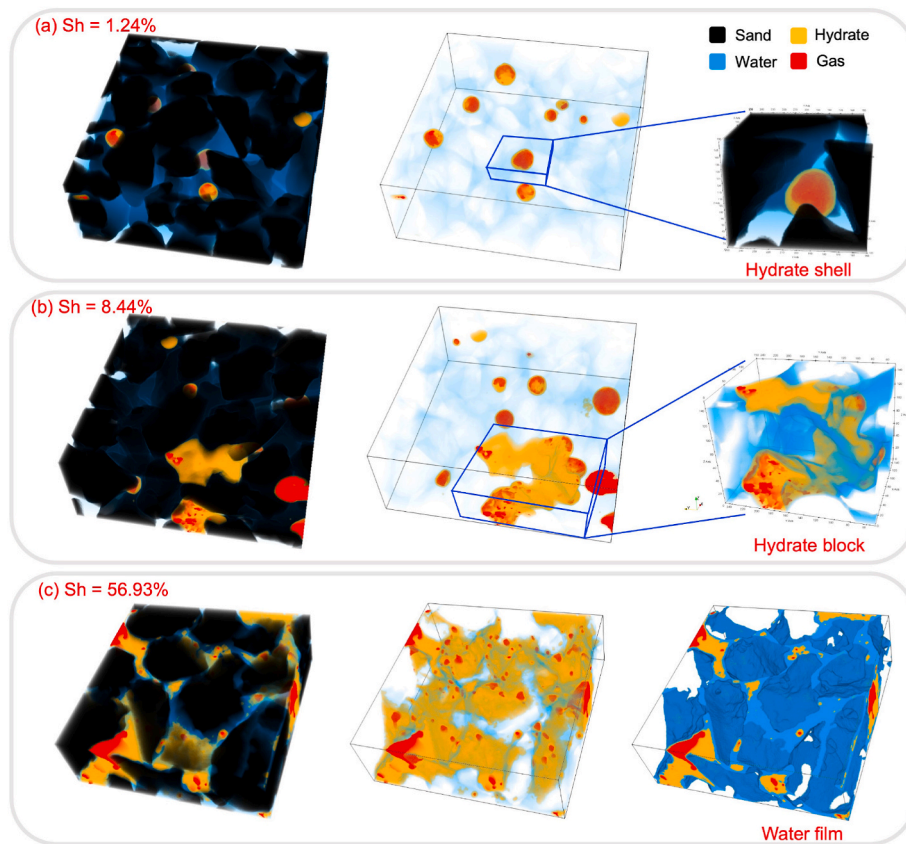 (a) Sh = 1.24%
Sand
Hydrate
Water
Gas
Hydrate shell
(b) Sh = 8.44%
Hydrate block
(c) Sh = 56.93%
Water film